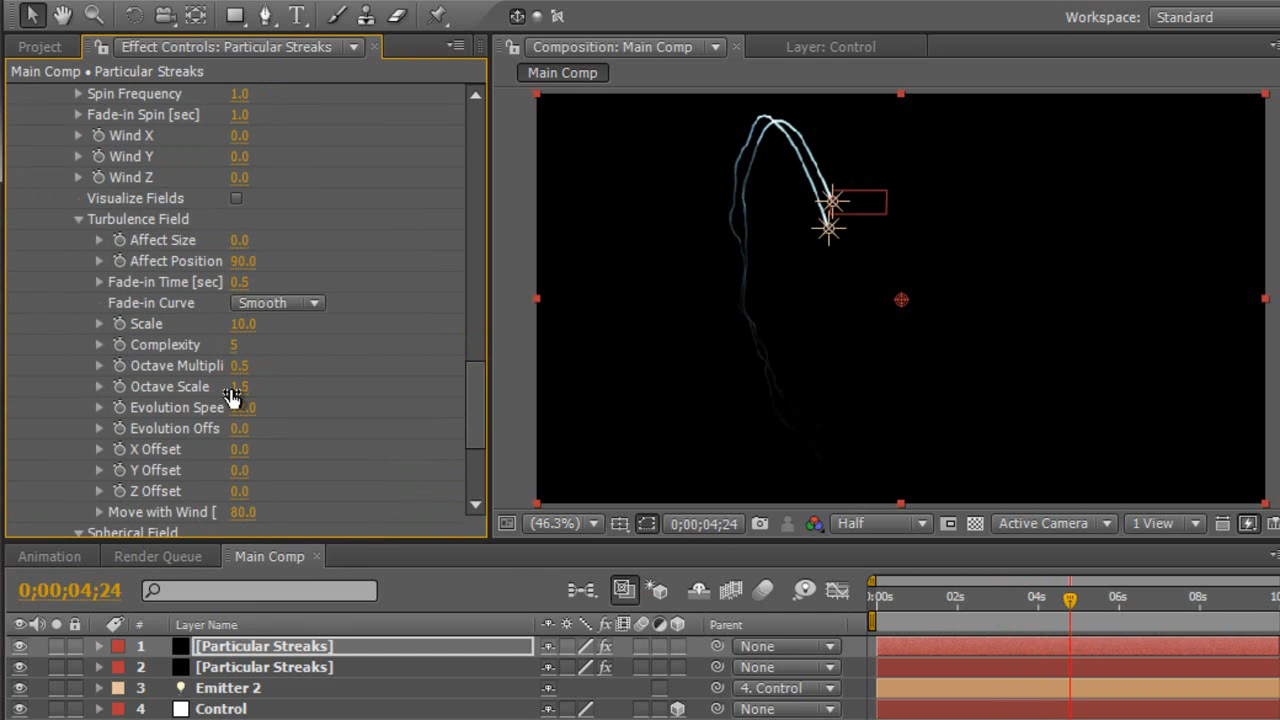 Workspace: Standard
Project
Effect Controls: Particular Streaks
Composition: Main Comp
Layer: Control
Main Comp • Particular Streaks
Main Comp
Spin Frequency 1.0
Fade-in Spin [sec] 1.0
Wind X 0.0
Wind Y 0.0
Wind Z 0.0
Visualize Fields
Turbulence Field
Affect Size 0.0
Affect Position 90.0
Fade-in Time [sec] 0.5
Fade-in Curve Smooth
Scale 10.0
Complexity 5
Octave Multipli 0.5
Octave Scale 1.5
Evolution Spee
Evolution Offs 0.0
X Offset 0.0
Y Offset 0.0
Z Offset 0.0
Move with Wind [ 80.0
Spherical Field
(46.3%) 0;00;04;24 Half Active Camera 1 View
Animation Render Queue Main Comp
0;00;04;24
0:00s 02s 04s 06s 08s 10
# Layer Name Parent
1 [Particular Streaks] None
2 [Particular Streaks] None
3 Emitter 2 4. Control
4 Control None